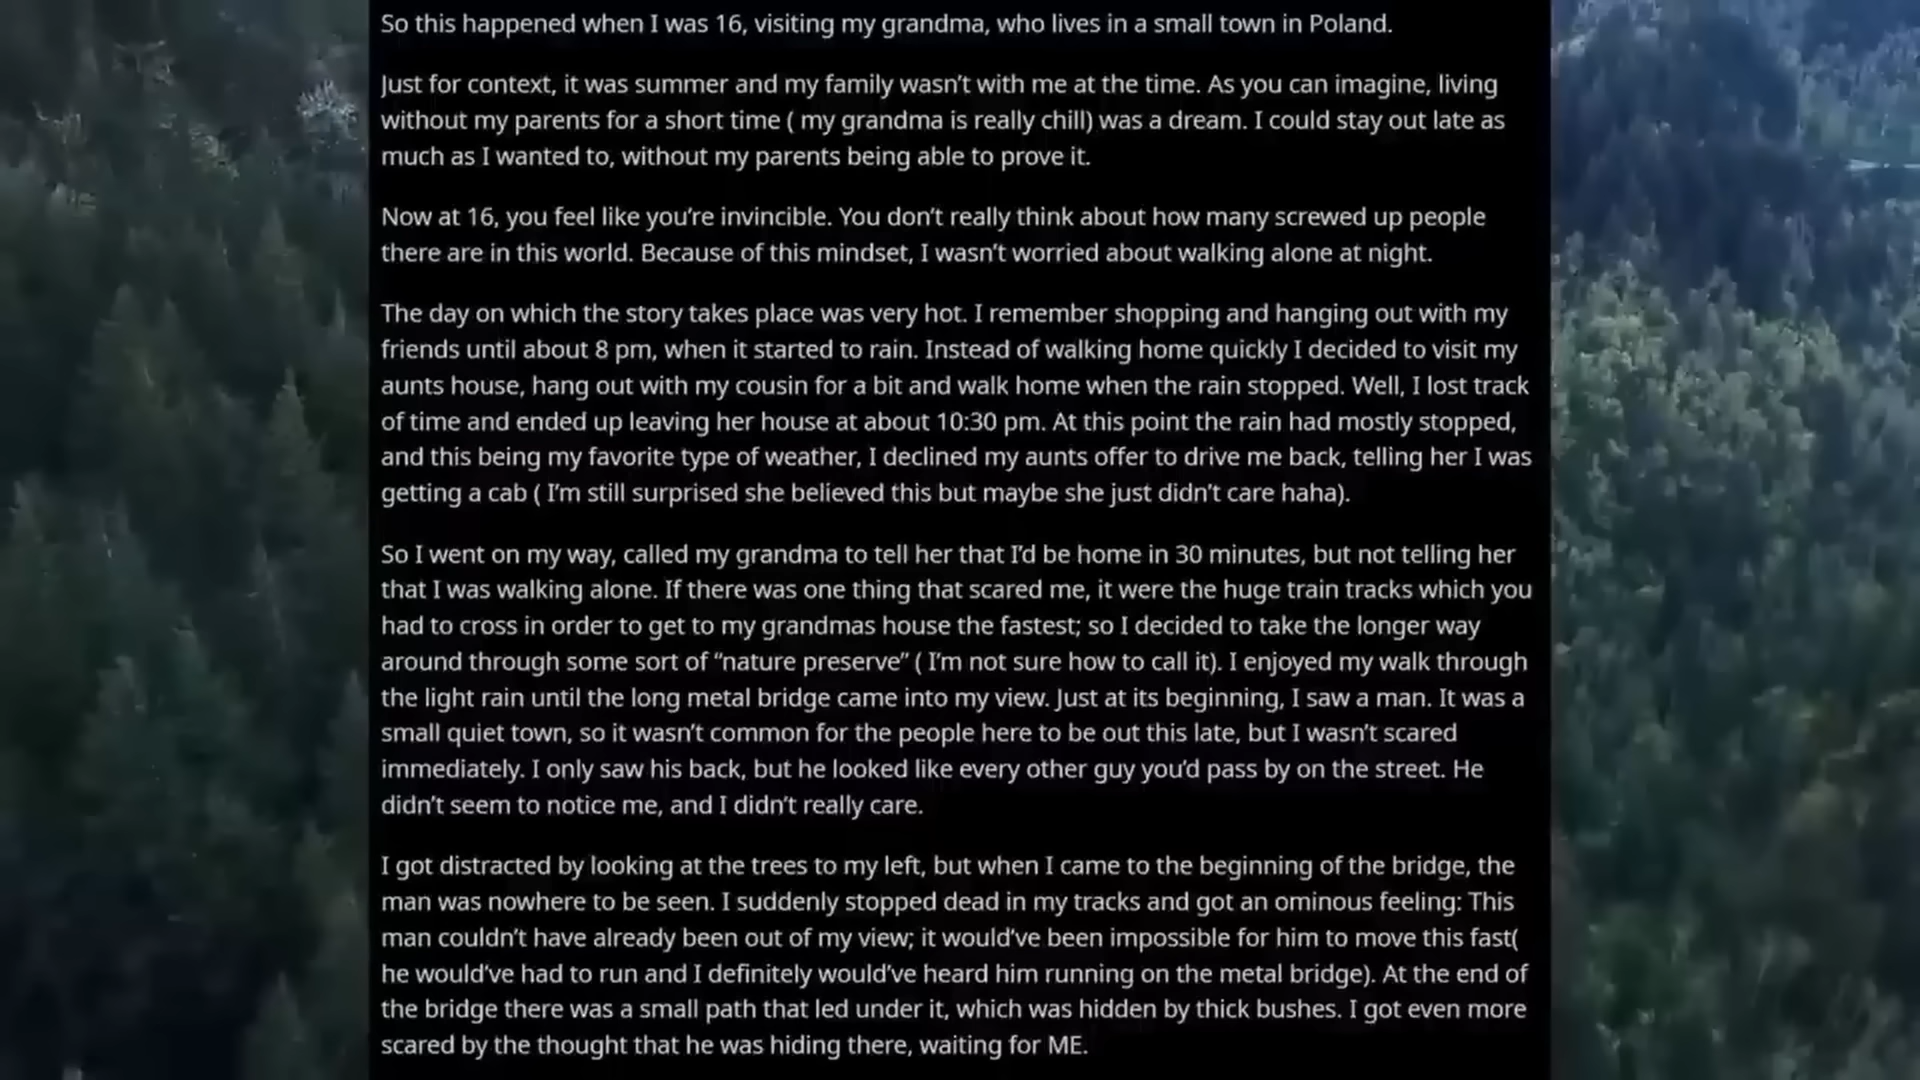 So this happened when I was 16, visiting my grandma, who lives in a small town in Poland.
Just for context, it was summer and my family wasn't with me at the time. As you can imagine, living
without my parents for a short time ( my grandma is really chill) was a dream. I could stay out late as
much as I wanted to, without my parents being able to prove it.
Now at 16, you feel like you're invincible. You don't really think about how many screwed up people
there are in this world. Because of this mindset, I wasn't worried about walking alone at night.
The day on which the story takes place was very hot. I remember shopping and hanging out with my
friends until about 8 pm, when it started to rain. Instead of walking home quickly I decided to visit my
aunts house, hang out with my cousin for a bit and walk home when the rain stopped. Well, I lost track
of time and ended up leaving her house at about 10:30 pm. At this point the rain had mostly stopped,
and this being my favorite type of weather, I declined my aunts offer to drive me back, telling her I was
getting a cab ( I'm still surprised she believed this but maybe she just didn't care haha).
So I went on my way, called my grandma to tell her that I'd be home in 30 minutes, but not telling her
that I was walking alone. If there was one thing that scared me, it were the huge train tracks which you
had to cross in order to get to my grandmas house the fastest; so I decided to take the longer way
around through some sort of “nature preserve” ( I'm not sure how to call it). I enjoyed my walk through
the light rain until the long metal bridge came into my view. Just at its beginning, I saw a man. It was a
small quiet town, so it wasn't common for the people here to be out this late, but I wasn't scared
immediately. I only saw his back, but he looked like every other guy you'd pass by on the street. He
didn't seem to notice me, and I didn't really care.
I got distracted by looking at the trees to my left, but when I came to the beginning of the bridge, the
man was nowhere to be seen. I suddenly stopped dead in my tracks and got an ominous feeling: This
man couldn't have already been out of my view; it would've been impossible for him to move this fast(
he would've had to run and I definitely would've heard him running on the metal bridge). At the end of
the bridge there was a small path that led under it, which was hidden by thick bushes. I got even more
scared by the thought that he was hiding there, waiting for ME.